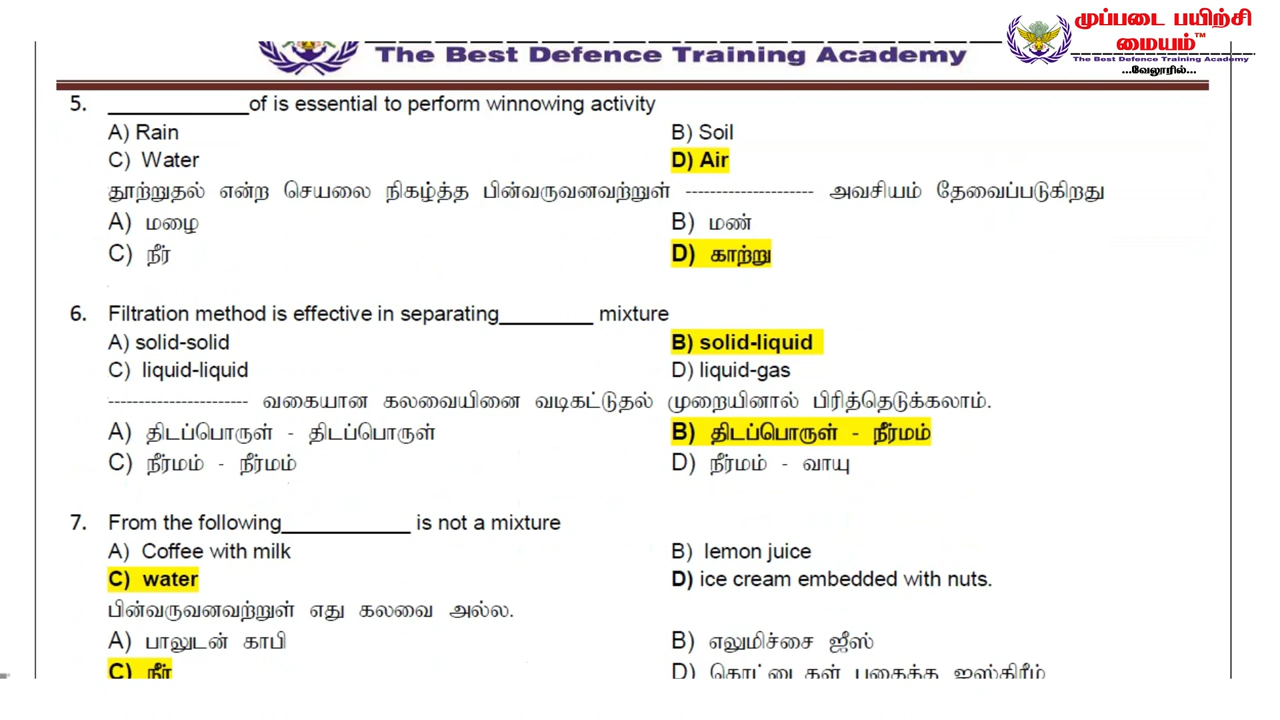 முப்படை பயிற்சி
மையம்™
The Best Defence Training Academy
...வேலூரில்...
The Best Defence Training Academy
5. ____________of is essential to perform winnowing activity
A) Rain B) Soil
C) Water D) Air
தூற்றுதல் என்ற செயலை நிகழ்த்த பின்வருவனவற்றுள் --------------------- அவசியம் தேவைப்படுகிறது
A) மழை B) மண்
C) நீர் D) காற்று
6. Filtration method is effective in separating________ mixture
A) solid-solid B) solid-liquid
C) liquid-liquid D) liquid-gas
----------------------- வகையான கலவையினை வடிகட்டுதல் முறையினால் பிரித்தெடுக்கலாம்.
A) திடப்பொருள் - திடப்பொருள் B) திடப்பொருள் - நீர்மம்
C) நீர்மம் - நீர்மம் D) நீர்மம் - வாயு
7. From the following___________ is not a mixture
A) Coffee with milk B) lemon juice
C) water D) ice cream embedded with nuts.
பின்வருவனவற்றுள் எது கலவை அல்ல.
A) பாலுடன் காபி B) எலுமிச்சை ஜீஸ்
C) நீர் D) கொட்டைகள் புதைத்த ஐஸ்கிரீம்